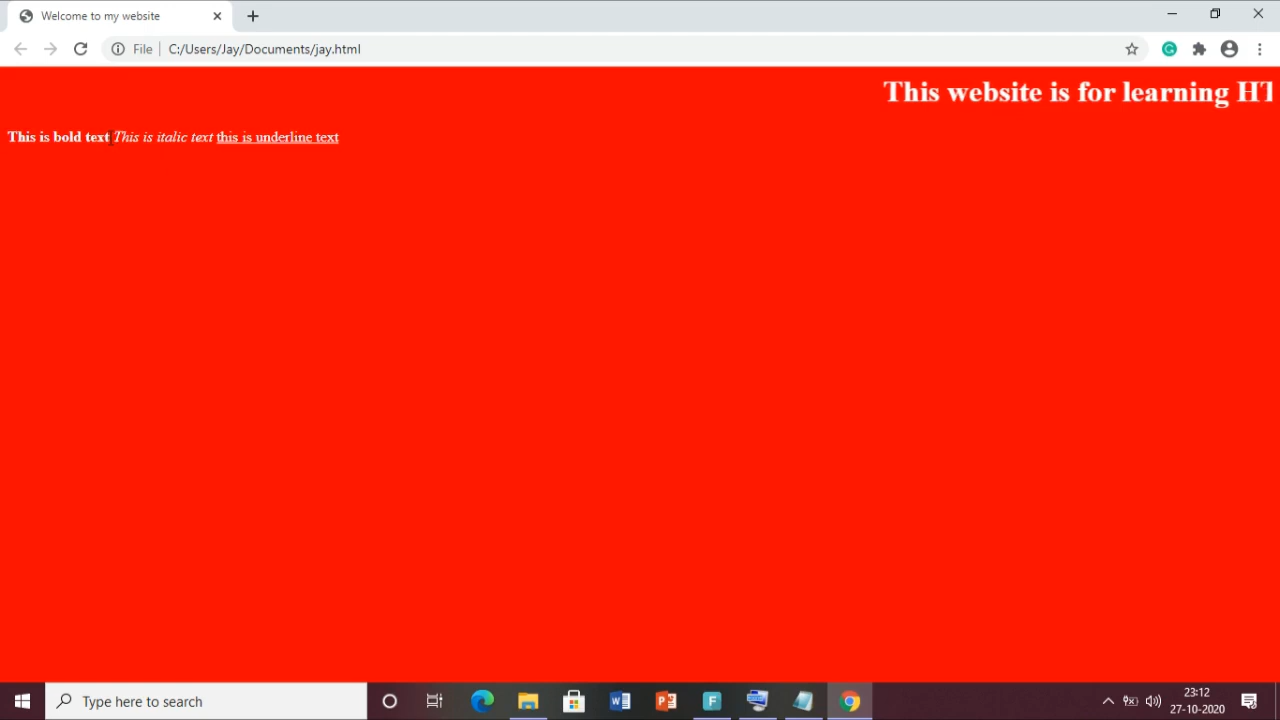 Welcome to my website
File
C:/Users/Jay/Documents/jay.html
This website is for learning HT
This is bold text This is italic text this is underline text
Type here to search
23:12
27-10-2020